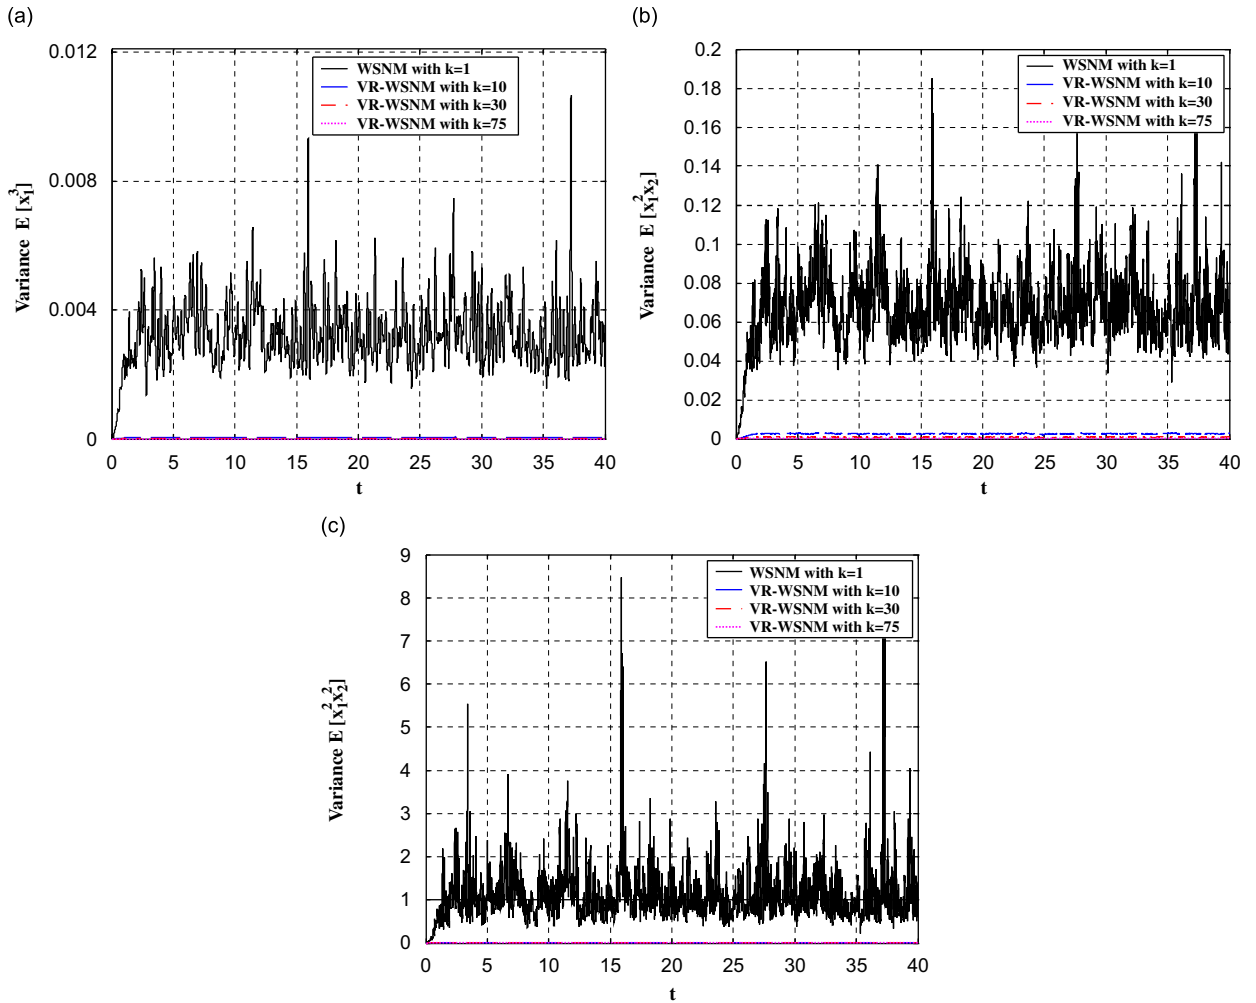 (a)
0.012
0.008
0.004
0
Variance E [x₁³]
WSNM with k=1
VR-WSNM with k=10
VR-WSNM with k=30
VR-WSNM with k=75
0 5 10 15 20 25 30 35 40
t
(b)
0.2
0.18
0.16
0.14
0.12
0.1
0.08
0.06
0.04
0.02
0
Variance E [x₁²x₂]
WSNM with k=1
VR-WSNM with k=10
VR-WSNM with k=30
VR-WSNM with k=75
0 5 10 15 20 25 30 35 40
t
(c)
9
8
7
6
5
4
3
2
1
0
Variance E [x₁²x₂²]
WSNM with k=1
VR-WSNM with k=10
VR-WSNM with k=30
VR-WSNM with k=75
0 5 10 15 20 25 30 35 40
t